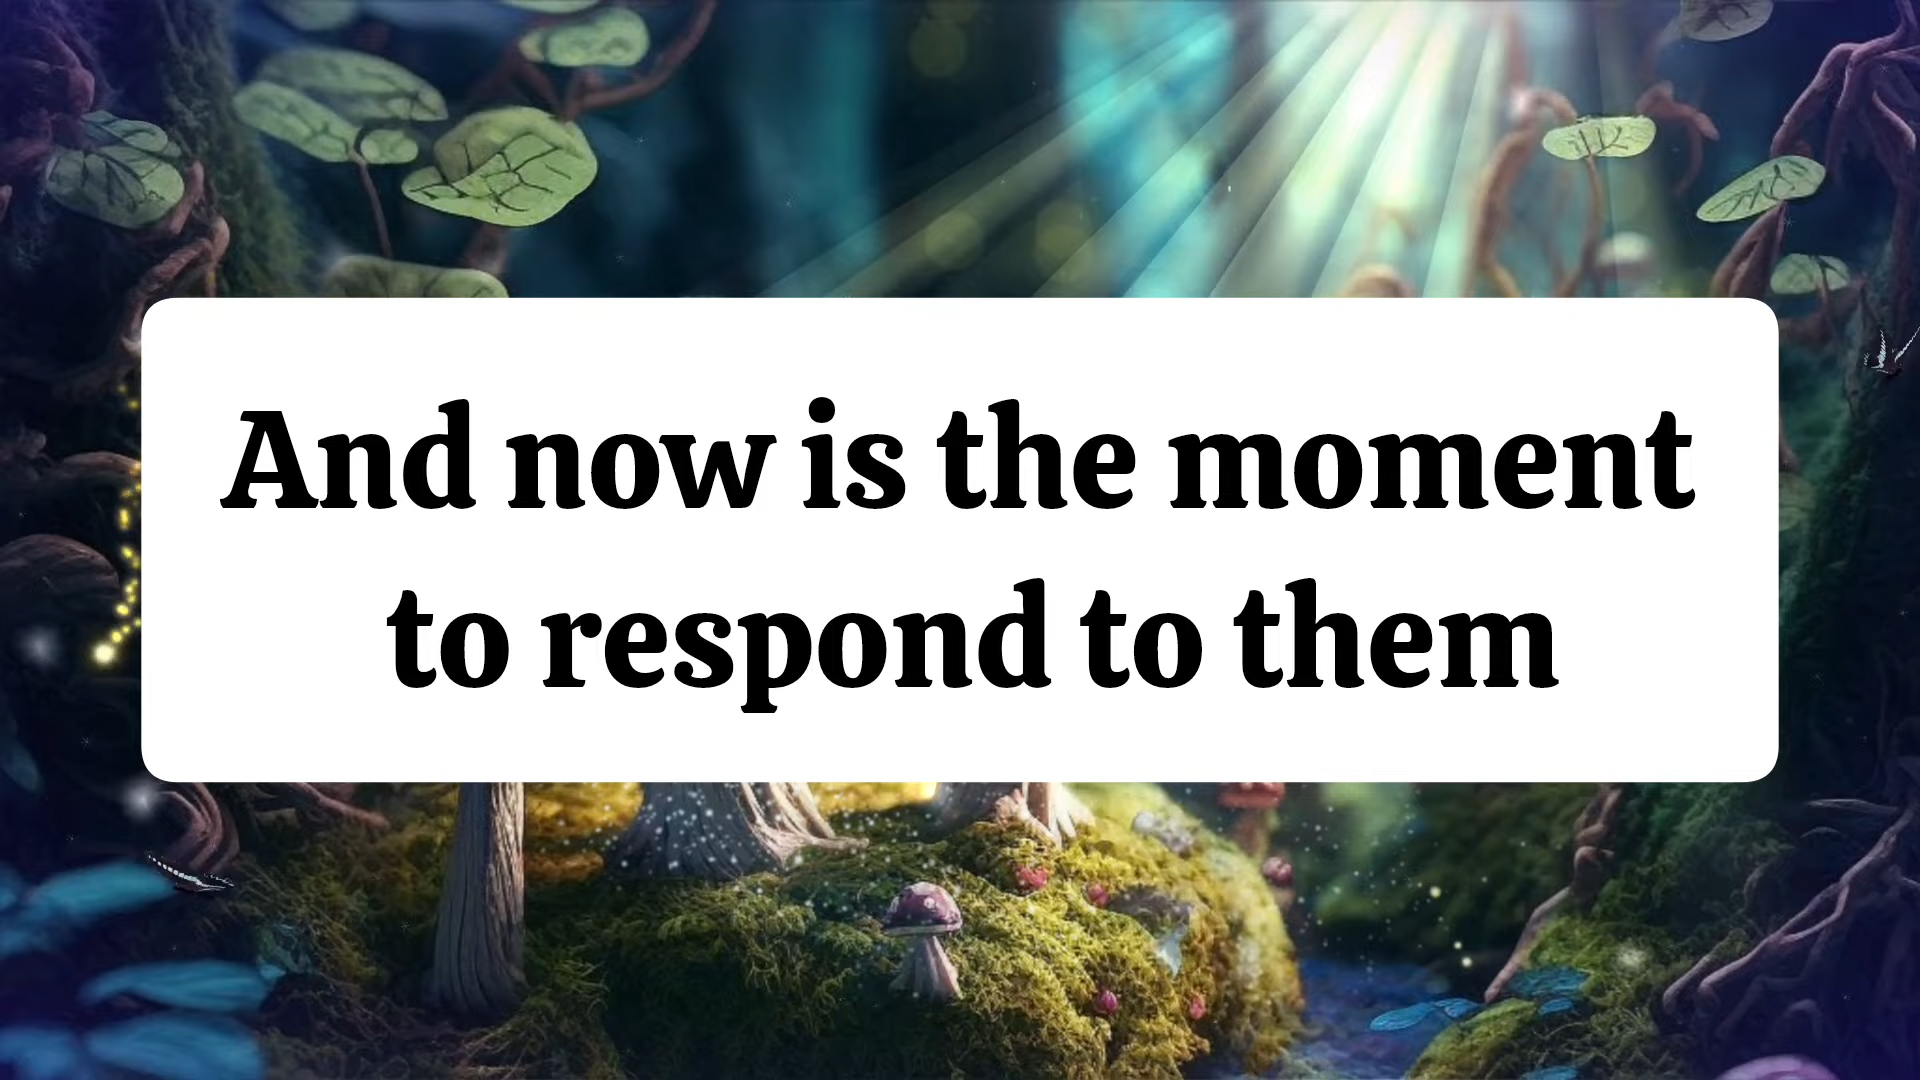 And now is the moment
to respond to them